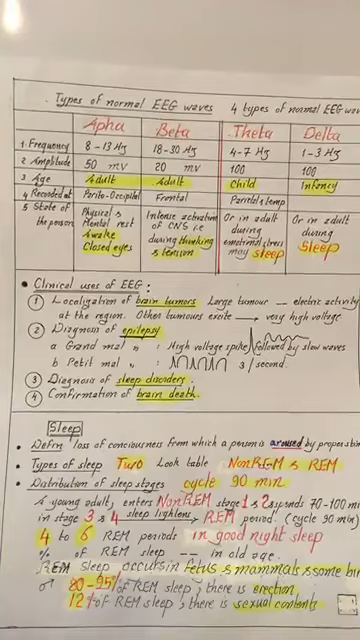 Types of normal EEG waves 4 types of normal EEG wav
Apha Beta Theta Delta
1 Frequency 8-13 Hz 18-30 Hz 4-7 Hz 1-3 Hz
2 Amplitude 50 mv 20 mv 100 100
3 Age Adult Adult Child Infancy
4 Recorded at Parito-Occipital Frontal Parital & temp
5 State of the person
Physical & Mental rest Awake Closed eyes
Intense activation of CNS i.e during thinking & tension
Or in adult during emotional stress may sleep
Or in adult during Sleep
• Clinical uses of EEG:
① Localization of brain tumors Large tumour — electric activity
at the region. Other tumours excite → very high voltage
② Diagnosis of epilepsy
a Grand mal " : High voltage spike followed by slow waves
b Petit mal " : 3/second.
③ Diagnosis of sleep disorders.
④ Confirmation of brain death.
Sleep
• Defin loss of conciousness from which a person is aroused by proper stim
• Types of sleep Two Look table NonREM & REM
• Distribution of sleep stages cycle 90 min
A young adult, enters NonREM stage 1 & 2 spends 70-100 m
in stage 3 & 4 sleep lightens → REM period. (cycle 90 min)
4 to 6 REM periods in good night sleep
% of REM sleep -- in old age.
REM Sleep occurs in fetus & mammals & some bir
80-95% of REM sleep, there is erection
12% of REM sleep, there is sexual contents